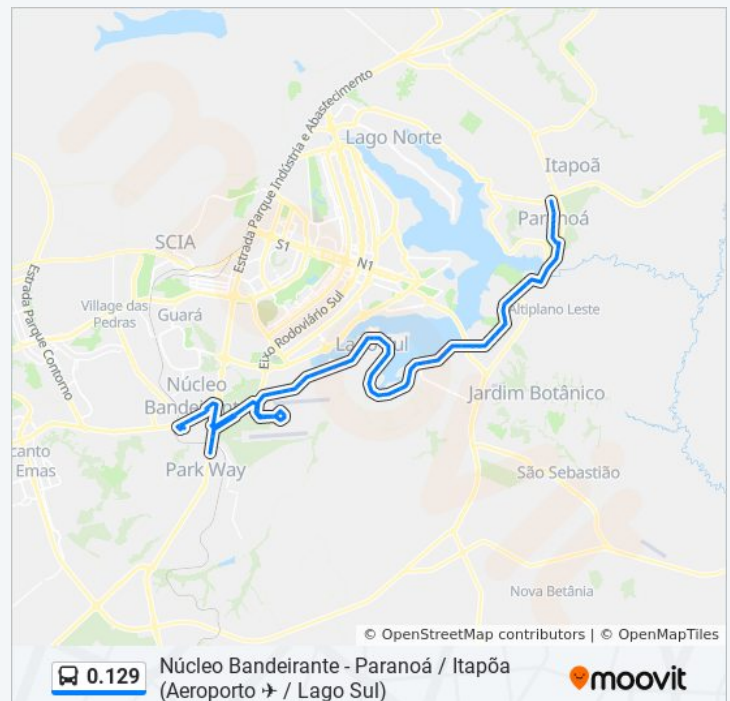 Estrada Parque Indústria e Abastecimento
Lago Norte
Itapoã
Paranoá
SCIA
S1
N1
Estrada Parque Contorno
Village das
Pedras
Guará
Eixo Rodoviário Sul
Altiplano Leste
Lago Sul
Núcleo
Bandeirante
Jardim Botânico
canto
Emas
Park Way
São Sebastião
Nova Betânia
© OpenStreetMap contributors | © OpenMapTiles
0.129
Núcleo Bandeirante - Paranoá / Itapõa
(Aeroporto ✈ / Lago Sul)
moovit